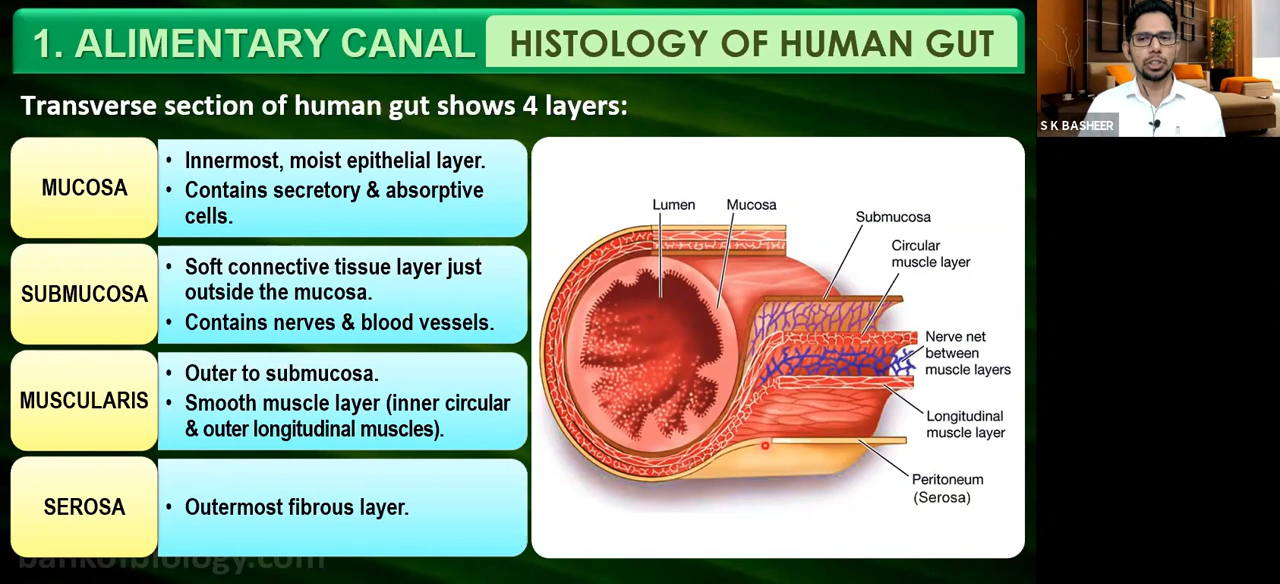 1. ALIMENTARY CANAL HISTOLOGY OF HUMAN GUT
Transverse section of human gut shows 4 layers:
MUCOSA
• Innermost, moist epithelial layer.
• Contains secretory & absorptive
cells.
SUBMUCOSA
• Soft connective tissue layer just
outside the mucosa.
• Contains nerves & blood vessels.
MUSCULARIS
• Outer to submucosa.
• Smooth muscle layer (inner circular
& outer longitudinal muscles).
SEROSA
• Outermost fibrous layer.
Lumen
Mucosa
Submucosa
Circular
muscle layer
Nerve net
between
muscle layers
Longitudinal
muscle layer
Peritoneum
(Serosa)
S K BASHEER
bankofbiology.com